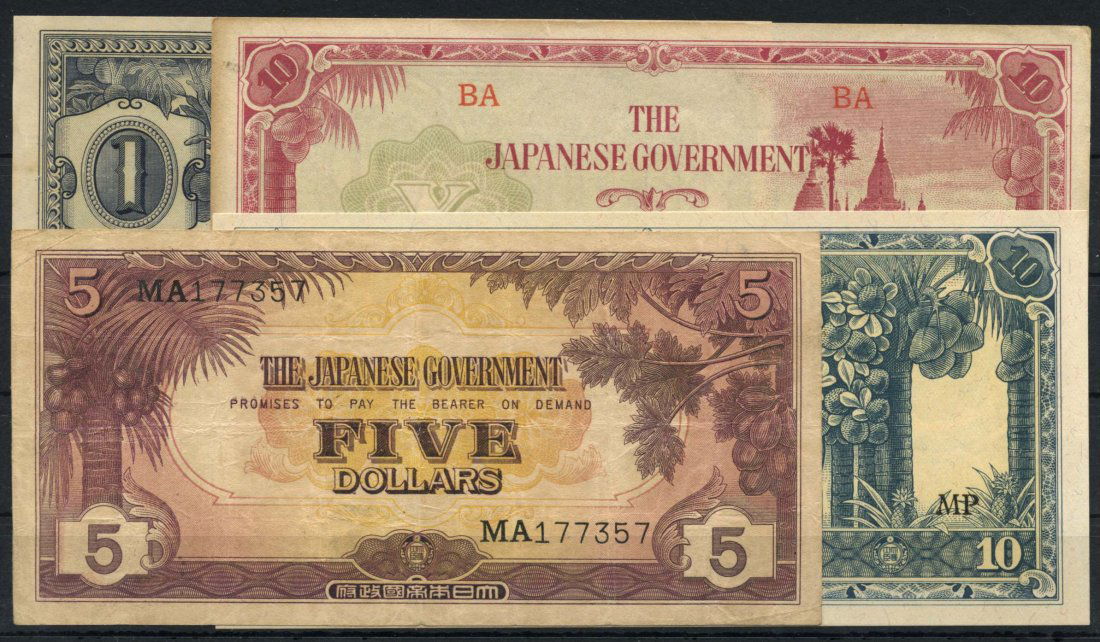 1
10
BA
BA
10
THE
JAPANESE GOVERNMENT
5
MA177357
5
THE JAPANESE GOVERNMENT
PROMISES TO PAY THE BEARER ON DEMAND
FIVE
DOLLARS
MA177357
5
5
大日本帝國政府
10
MP
10